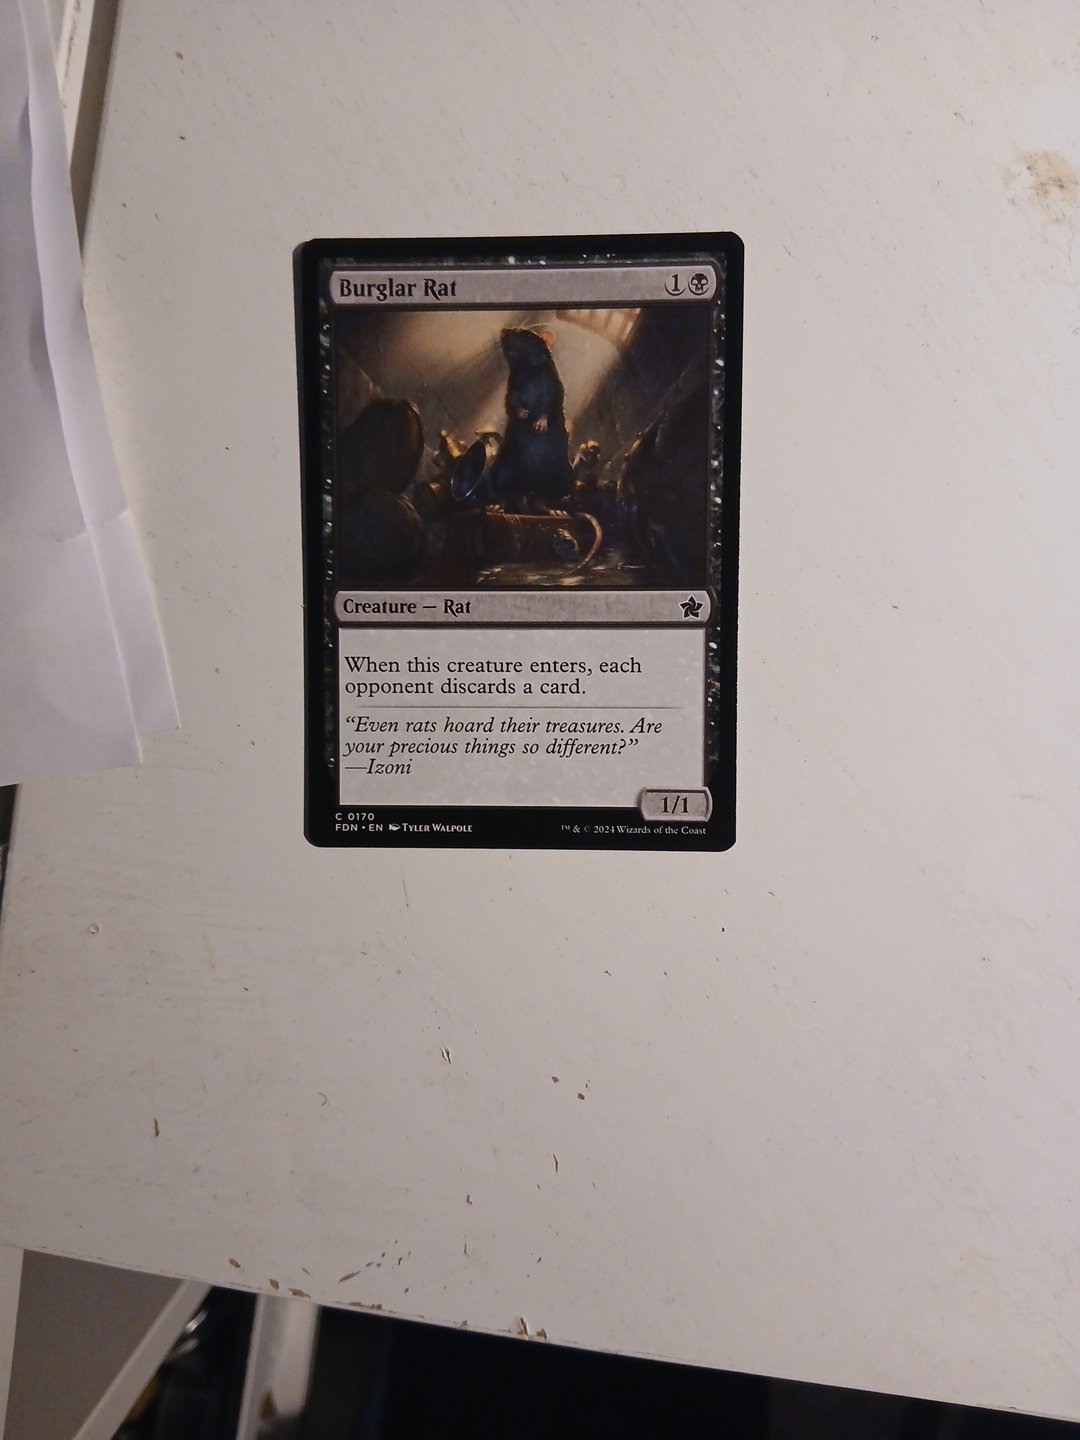 Burglar Rat 1
Creature — Rat
When this creature enters, each
opponent discards a card.
“Even rats hoard their treasures. Are
your precious things so different?”
—Izoni
1/1
C 0170
FDN • EN Tyler Walpole ™ & © 2024 Wizards of the Coast